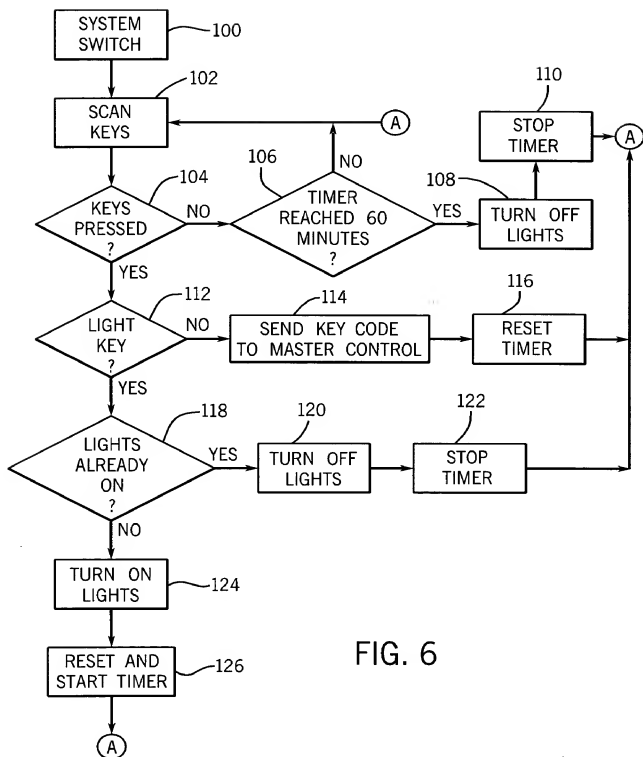 SYSTEM
SWITCH
100
102
SCAN
KEYS
A
110
STOP
TIMER
A
104
KEYS
PRESSED
?
NO
YES
106
NO
TIMER
REACHED 60
MINUTES
?
YES
108
TURN OFF
LIGHTS
112
LIGHT
KEY
?
NO
YES
114
SEND KEY CODE
TO MASTER CONTROL
116
RESET
TIMER
118
LIGHTS
ALREADY
ON
?
YES
NO
120
TURN OFF
LIGHTS
122
STOP
TIMER
TURN ON
LIGHTS
124
RESET AND
START TIMER
126
A
FIG. 6